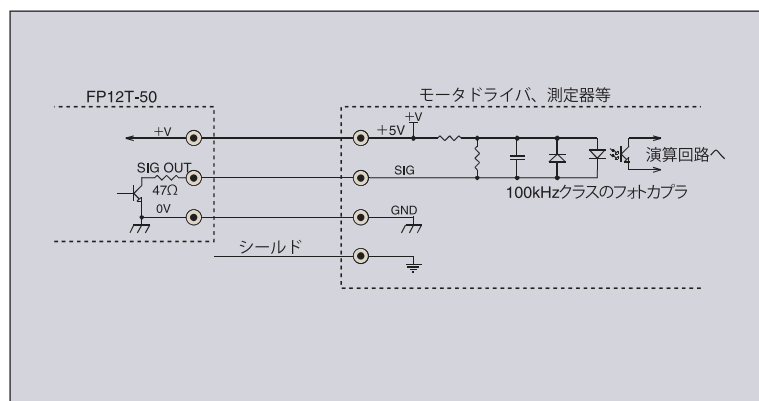 FP12T-50
モータドライバ、測定器等
+V
+V
+5V
SIG OUT
47Ω
SIG
演算回路へ
100kHzクラスのフォトカプラ
0V
GND
シールド